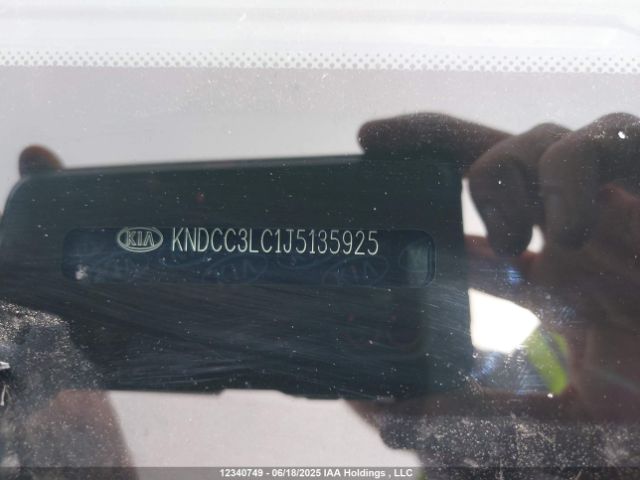 KIA KNDCC3LC1J5135925
12340749 - 06/18/2025 IAA Holdings , LLC